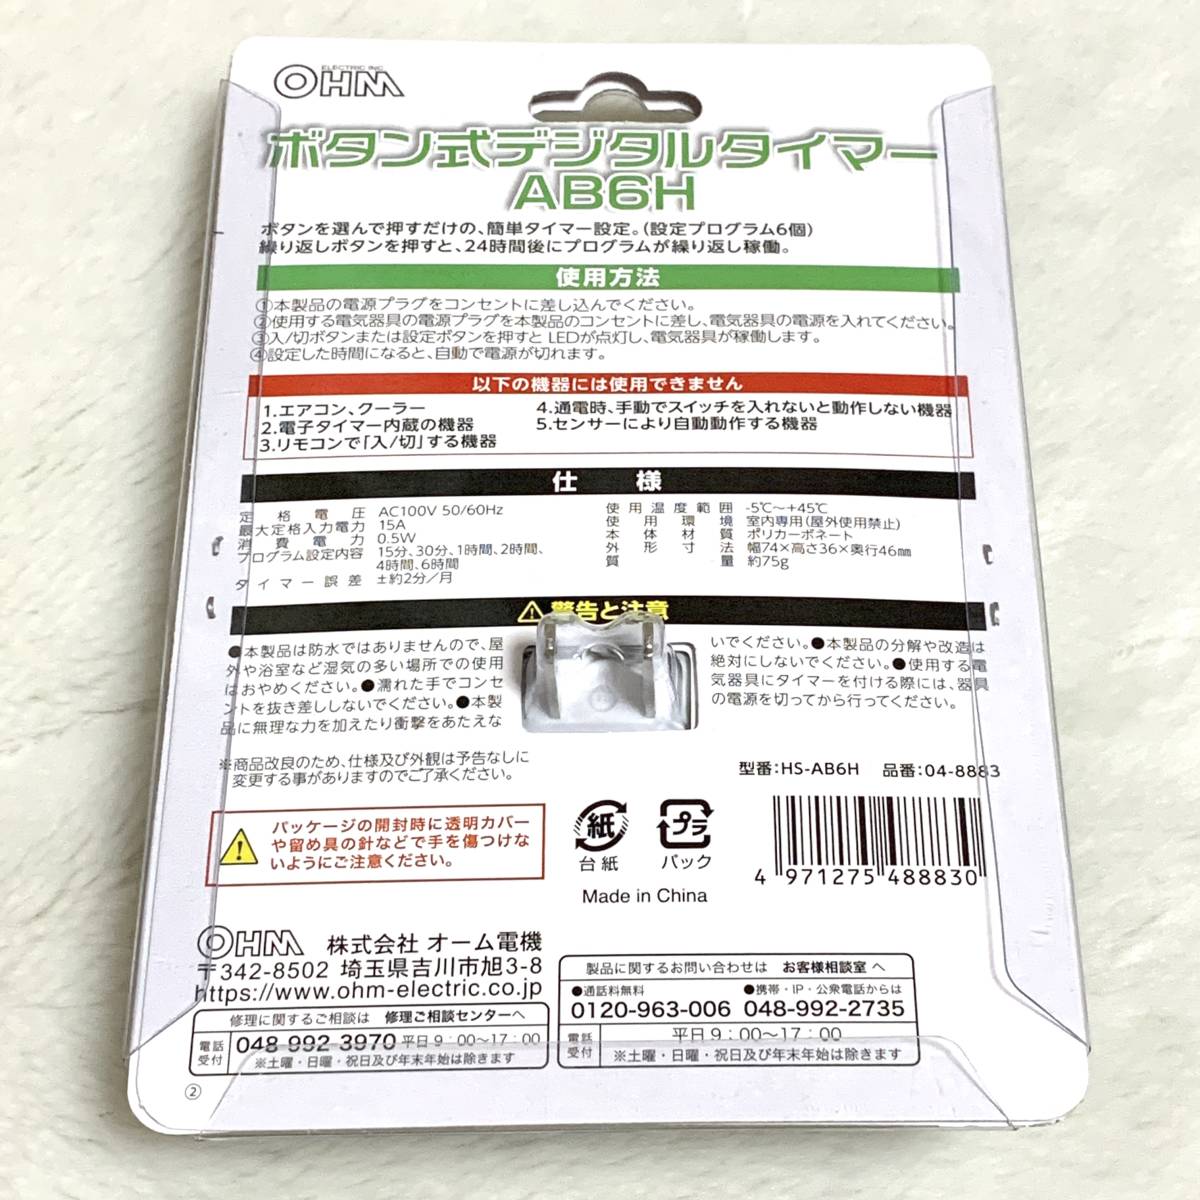 ELECTRIC INC
OHM
ボタン式デジタルタイマー
AB6H
ボタンを選んで押すだけの、簡単タイマー設定。(設定プログラム6個)
繰り返しボタンを押すと、24時間後にプログラムが繰り返し稼働。
使用方法
①本製品の電源プラグをコンセントに差し込んでください。
②使用する電気器具の電源プラグを本製品のコンセントに差し、電気器具の電源を入れてください。
③入/切ボタンまたは設定ボタンを押すとLEDが点灯し、電気器具が稼働します。
④設定した時間になると、自動で電源が切れます。
以下の機器には使用できません
1.エアコン、クーラー
2.電子タイマー内蔵の機器
3.リモコンで「入/切」する機器
4.通電時、手動でスイッチを入れないと動作しない機器
5.センサーにより自動動作する機器
仕 様
定格電圧 AC100V 50/60Hz
最大定格入力電力 15A
消費電力 0.5W
プログラム設定内容 15分、30分、1時間、2時間、
4時間、6時間
タイマー誤差 ±約2分/月
使用温度範囲 -5℃~+45℃
使用環境 室内専用(屋外使用禁止)
本体材質 ポリカーボネート
外形寸法 幅74×高さ36×奥行46mm
質量 約75g
⚠警告と注意
●本製品は防水ではありませんので、屋
外や浴室など湿気の多い場所での使用
はおやめください。●濡れた手でコンセ
ントを抜き差ししないでください。●本製
品に無理な力を加えたり衝撃をあたえな
いでください。●本製品の分解や改造は
絶対にしないでください。●使用する電
気器具にタイマーを付ける際には、器具
の電源を切ってから行ってください。
※商品改良のため、仕様及び外観は予告なしに
変更する事がありますのでご了承ください。
型番:HS-AB6H 品番:04-8883
パッケージの開封時に透明カバー
や留め具の針などで手を傷つけな
いようにご注意ください。
紙
台紙
プラ
パック
Made in China
4 971275 488830
OHM 株式会社 オーム電機
〒342-8502 埼玉県吉川市旭3-8
https://www.ohm-electric.co.jp
修理に関するご相談は 修理ご相談センターへ
電話受付 048-992-3970 平日9:00~17:00
※土曜・日曜・祝日及び年末年始は除きます
製品に関するお問い合わせは お客様相談室へ
●通話料無料 ●携帯・IP・公衆電話からは
0120-963-006 048-992-2735
電話受付 平日9:00~17:00
※土曜・日曜・祝日及び年末年始は除きます
②